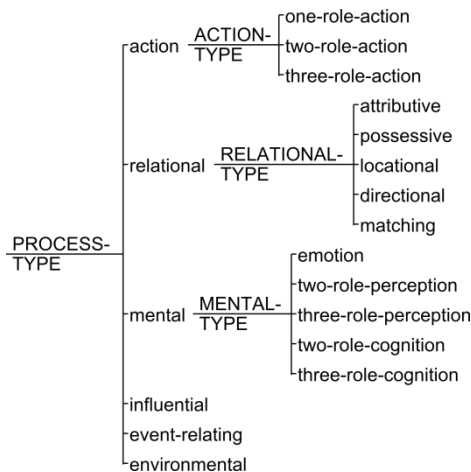 one-role-action
action ACTION-TYPE two-role-action
three-role-action
attributive
possessive
relational RELATIONAL-TYPE locational
directional
matching
PROCESS-TYPE
emotion
two-role-perception
mental MENTAL-TYPE three-role-perception
two-role-cognition
three-role-cognition
influential
event-relating
environmental